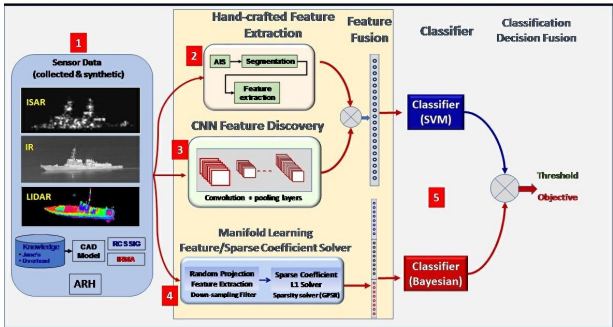 Hand-crafted Feature
Extraction
Feature
Fusion
Classifier
Classification
Decision Fusion
1
Sensor Data
(collected & synthetic)
ISAR
IR
LIDAR
Knowledge
• Jane's
• Overhead
CAD
Model
RCS SIG
IRMA
ARH
2
AIS
Segmentation
Feature
extraction
CNN Feature Discovery
3
Convolution + pooling layers
Manifold Learning
Feature/Sparse Coefficient Solver
4
Random Projection
Feature Extraction
Down-sampling Filter
Sparse Coefficient
L1 Solver
Sparsity solver (GPSR)
Classifier
(SVM)
5
Classifier
(Bayesian)
Threshold
Objective